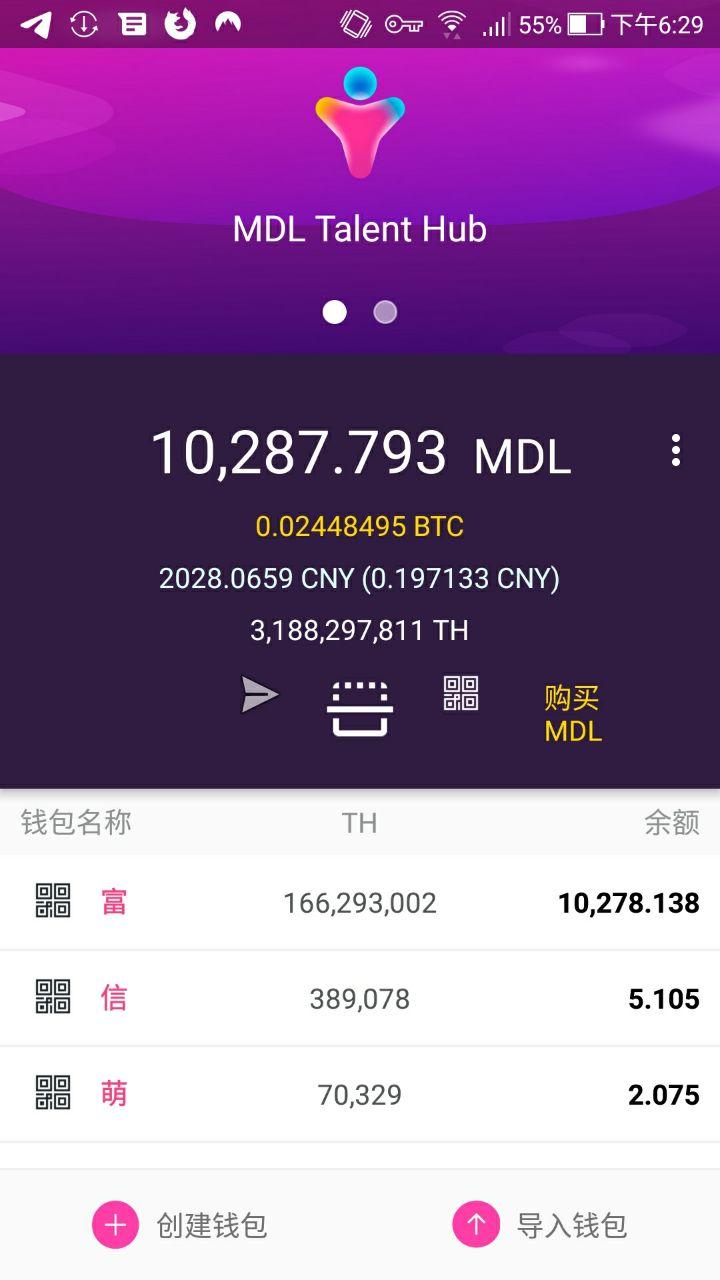 55% 下午6:29
MDL Talent Hub
10,287.793 MDL
0.02448495 BTC
2028.0659 CNY (0.197133 CNY)
3,188,297,811 TH
购买
MDL
钱包名称 TH 余额
富 166,293,002 10,278.138
信 389,078 5.105
萌 70,329 2.075
创建钱包 导入钱包